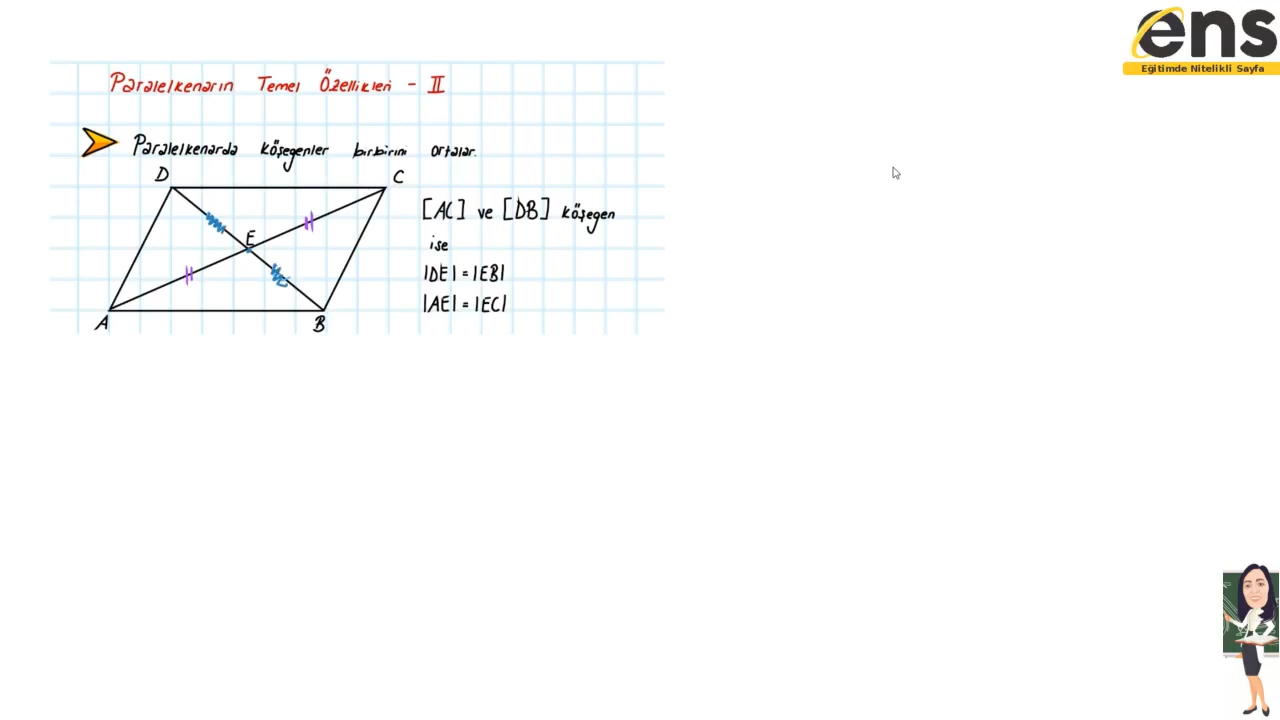 ens
Eğitimde Nitelikli Sayfa
Paralelkenarın Temel Özellikleri - II
Paralelkenarda köşegenler birbirini ortalar.
D
C
[AC] ve [DB] köşegen
E
ise
|DE| = |EB|
|AE| = |EC|
A
B